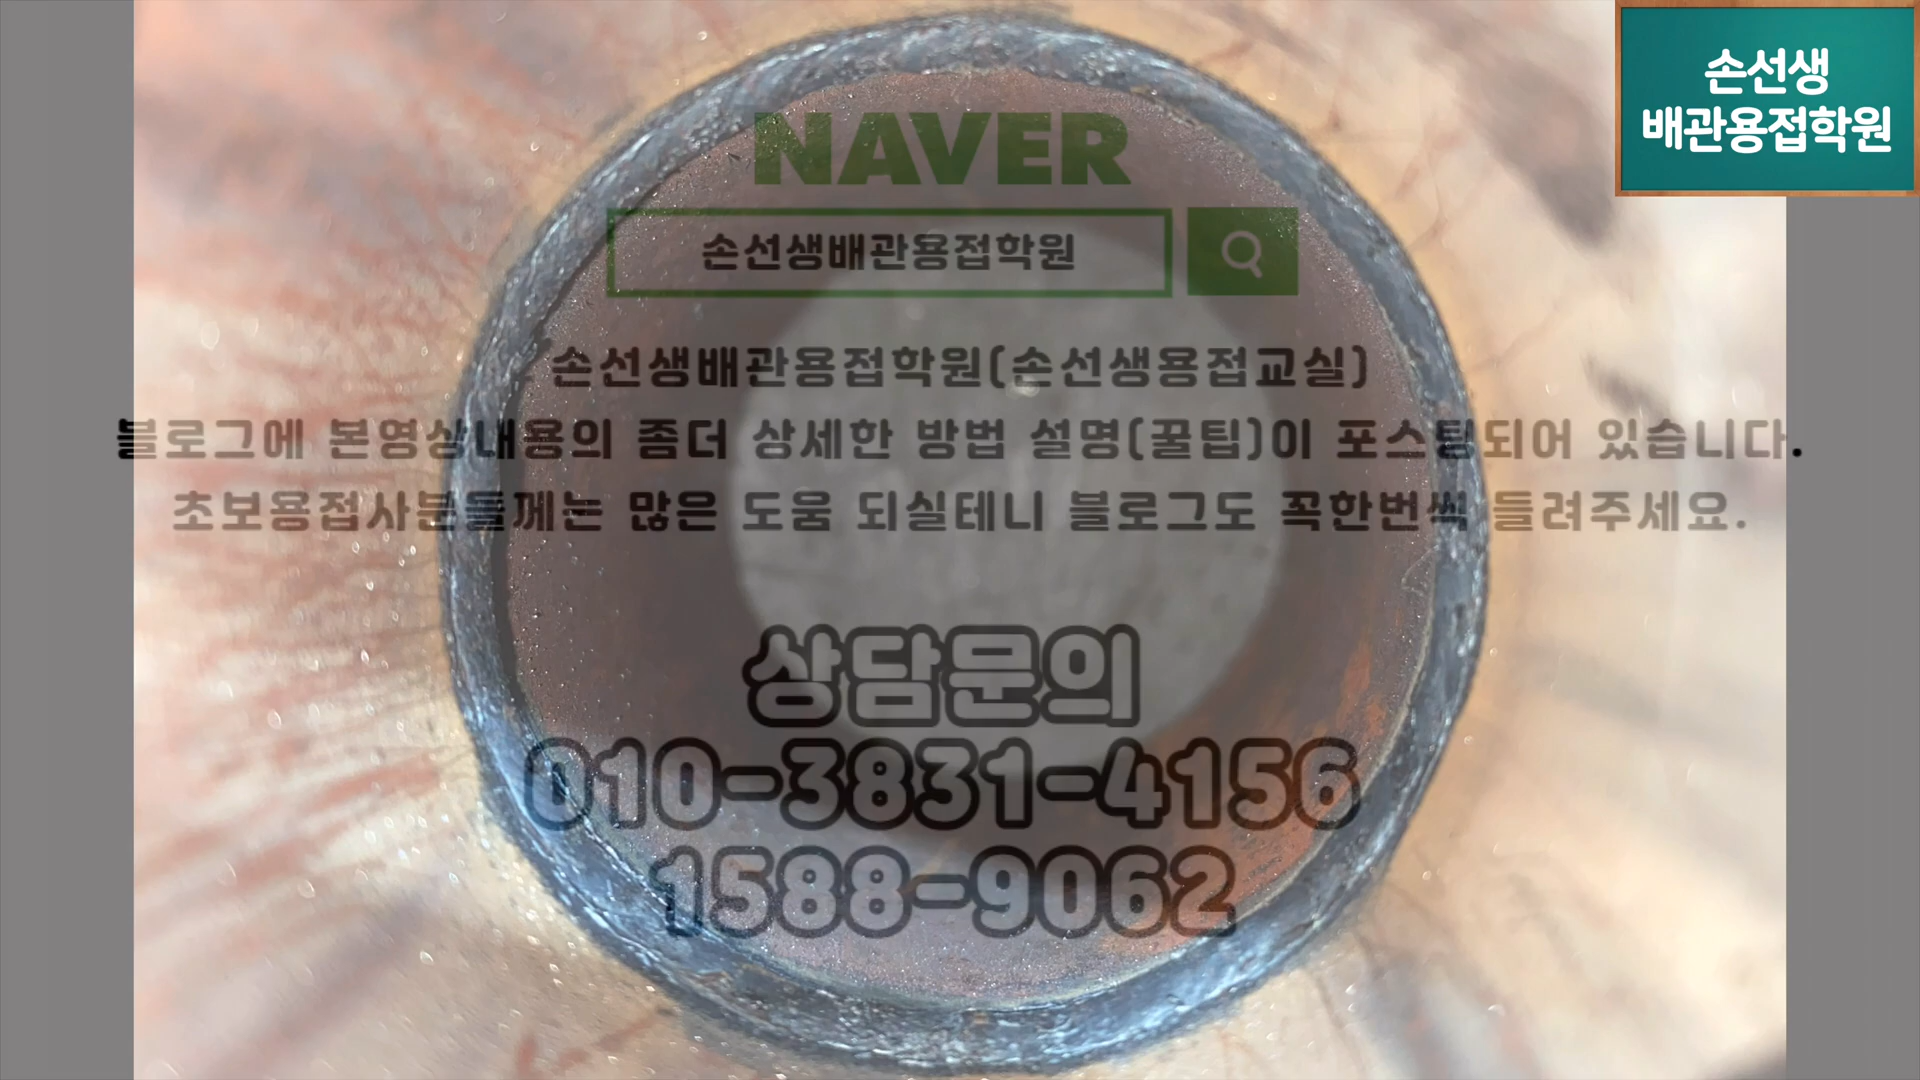 손선생
배관용접학원
NAVER
손선생배관용접학원
손선생배관용접학원(손선생용접교실)
블로그에 본영상내용의 좀더 상세한 방법 설명(꿀팁)이 포스팅되어 있습니다.
초보용접사분들께는 많은 도움 되실테니 블로그도 꼭한번씩 들려주세요.
상담문의
010-3831-4156
1588-9062